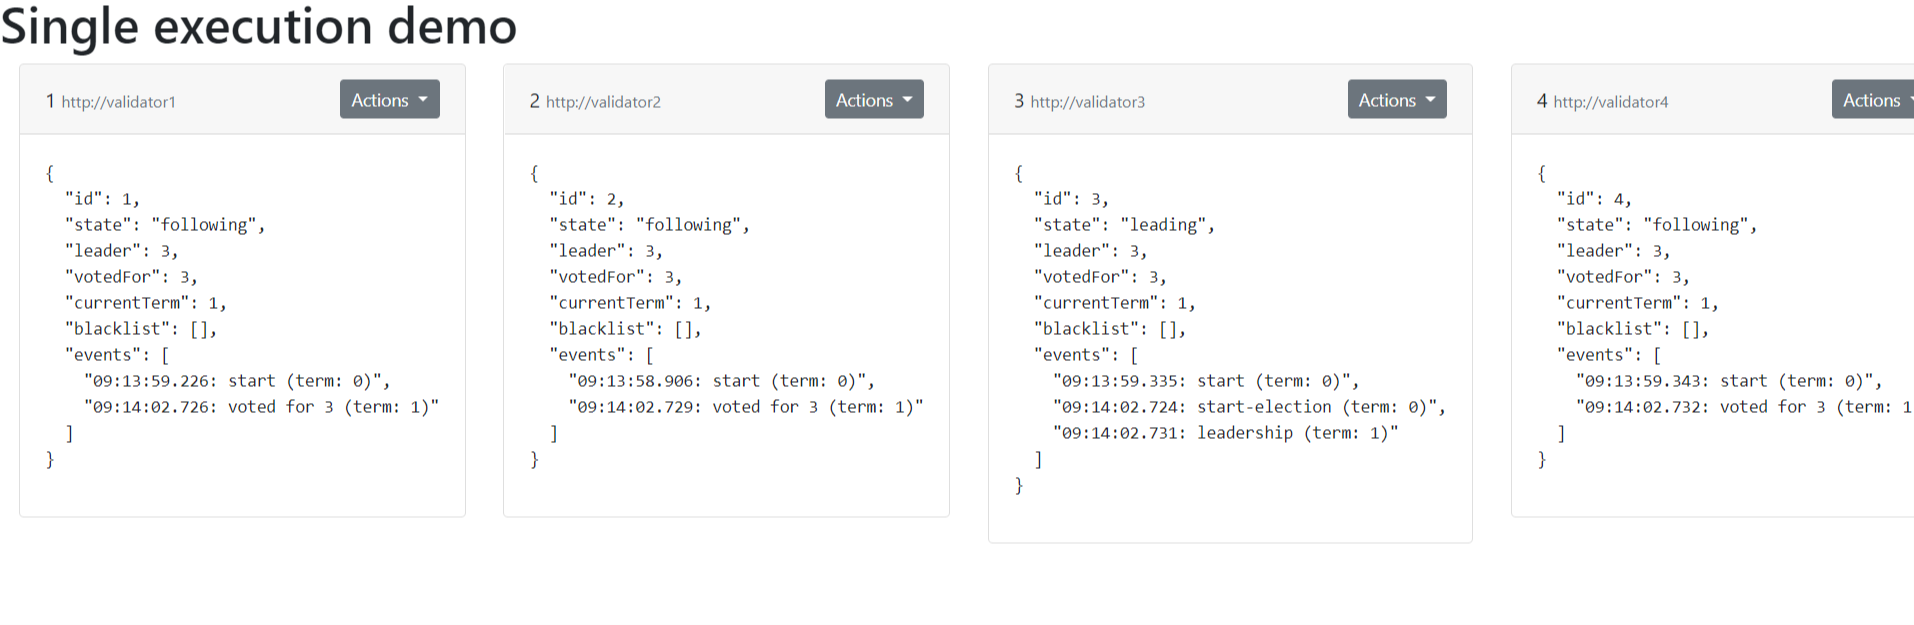 Single execution demo
1 http://validator1
Actions
{
"id": 1,
"state": "following",
"leader": 3,
"votedFor": 3,
"currentTerm": 1,
"blacklist": [],
"events": [
"09:13:59.226: start (term: 0)",
"09:14:02.726: voted for 3 (term: 1)"
]
}
2 http://validator2
Actions
{
"id": 2,
"state": "following",
"leader": 3,
"votedFor": 3,
"currentTerm": 1,
"blacklist": [],
"events": [
"09:13:58.906: start (term: 0)",
"09:14:02.729: voted for 3 (term: 1)"
]
}
3 http://validator3
Actions
{
"id": 3,
"state": "leading",
"leader": 3,
"votedFor": 3,
"currentTerm": 1,
"blacklist": [],
"events": [
"09:13:59.335: start (term: 0)",
"09:14:02.724: start-election (term: 0)",
"09:14:02.731: leadership (term: 1)"
]
}
4 http://validator4
Actions
{
"id": 4,
"state": "following",
"leader": 3,
"votedFor": 3,
"currentTerm": 1,
"blacklist": [],
"events": [
"09:13:59.343: start (term: 0)",
"09:14:02.732: voted for 3 (term: 1
]
}